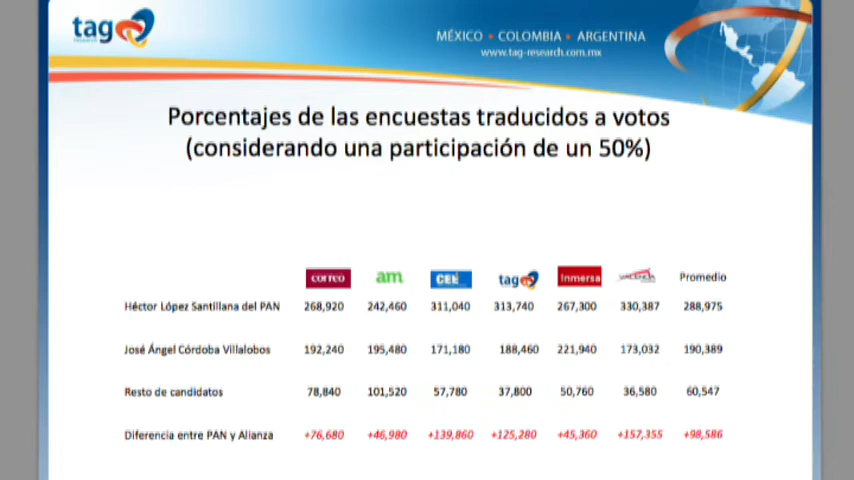 tag
research
MÉXICO • COLOMBIA • ARGENTINA
www.tag-research.com.mx
Porcentajes de las encuestas traducidos a votos
(considerando una participación de un 50%)
correo am CEE tag Inmersa Promedio
Héctor López Santillana del PAN 268,920 242,460 311,040 313,740 267,300 330,387 288,975
José Ángel Córdoba Villalobos 192,240 195,480 171,180 188,460 221,940 173,032 190,389
Resto de candidatos 78,840 101,520 57,780 37,800 50,760 36,580 60,547
Diferencia entre PAN y Alianza +76,680 +46,980 +139,860 +125,280 +45,360 +157,355 +98,586